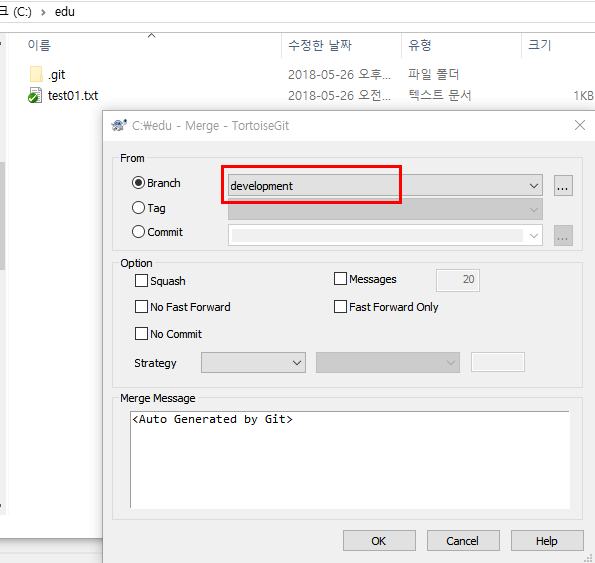 크 (C:) > edu
이름 수정한 날짜 유형 크기
.git 2018-05-26 오후... 파일 폴더
test01.txt 2018-05-26 오전... 텍스트 문서 1KB
C:₩edu - Merge - TortoiseGit
From
Branch development ...
Tag
Commit ...
Option
Squash Messages 20
No Fast Forward Fast Forward Only
No Commit
Strategy
Merge Message
<Auto Generated by Git>
OK Cancel Help